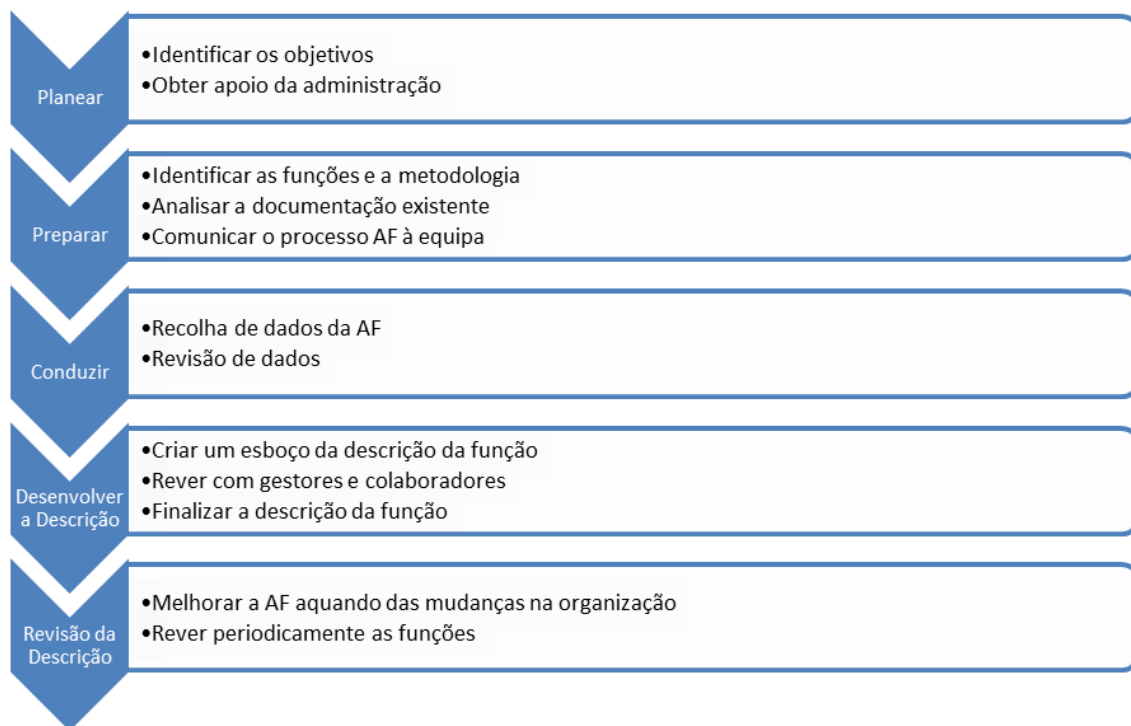 Planear
•Identificar os objetivos
•Obter apoio da administração
Preparar
•Identificar as funções e a metodologia
•Analisar a documentação existente
•Comunicar o processo AF à equipa
Conduzir
•Recolha de dados da AF
•Revisão de dados
Desenvolver
a Descrição
•Criar um esboço da descrição da função
•Rever com gestores e colaboradores
•Finalizar a descrição da função
Revisão da
Descrição
•Melhorar a AF aquando das mudanças na organização
•Rever periodicamente as funções